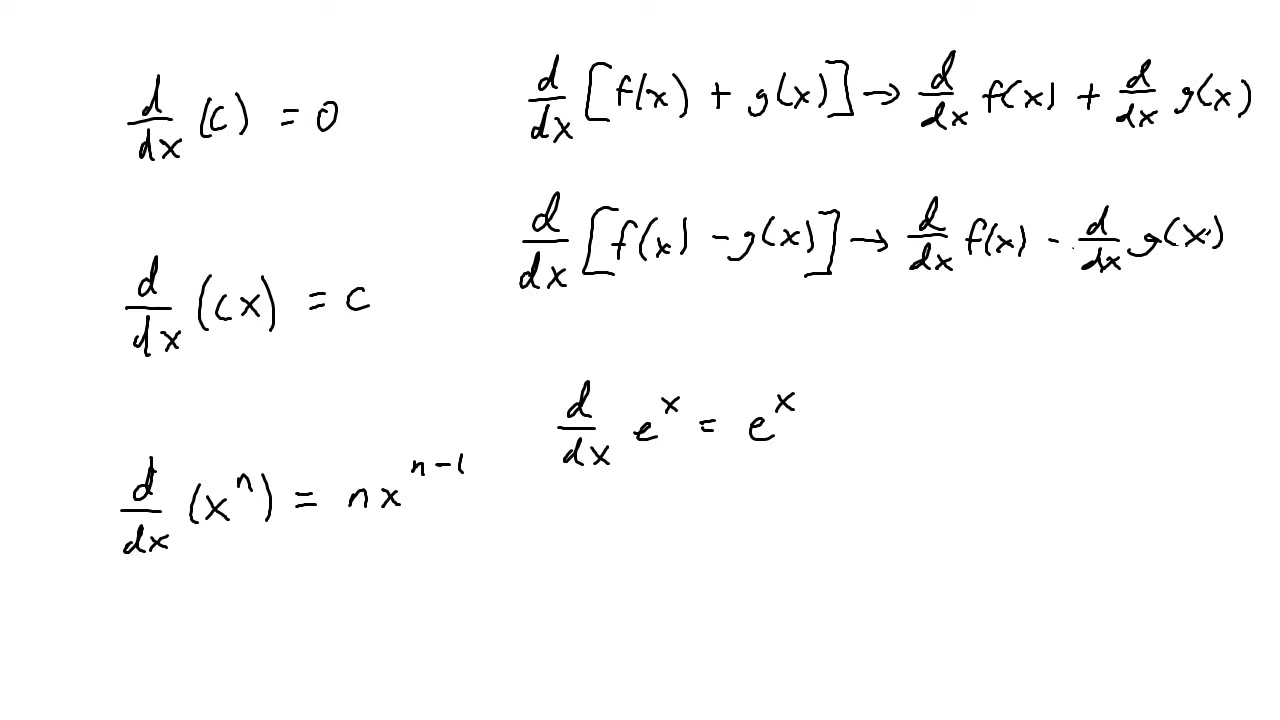 d/dx (c) = 0
d/dx (cx) = c
d/dx (x^n) = nx^(n-1)
d/dx [f(x) + g(x)] → d/dx f(x) + d/dx g(x)
d/dx [f(x) - g(x)] → d/dx f(x) - d/dx g(x)
d/dx e^x = e^x